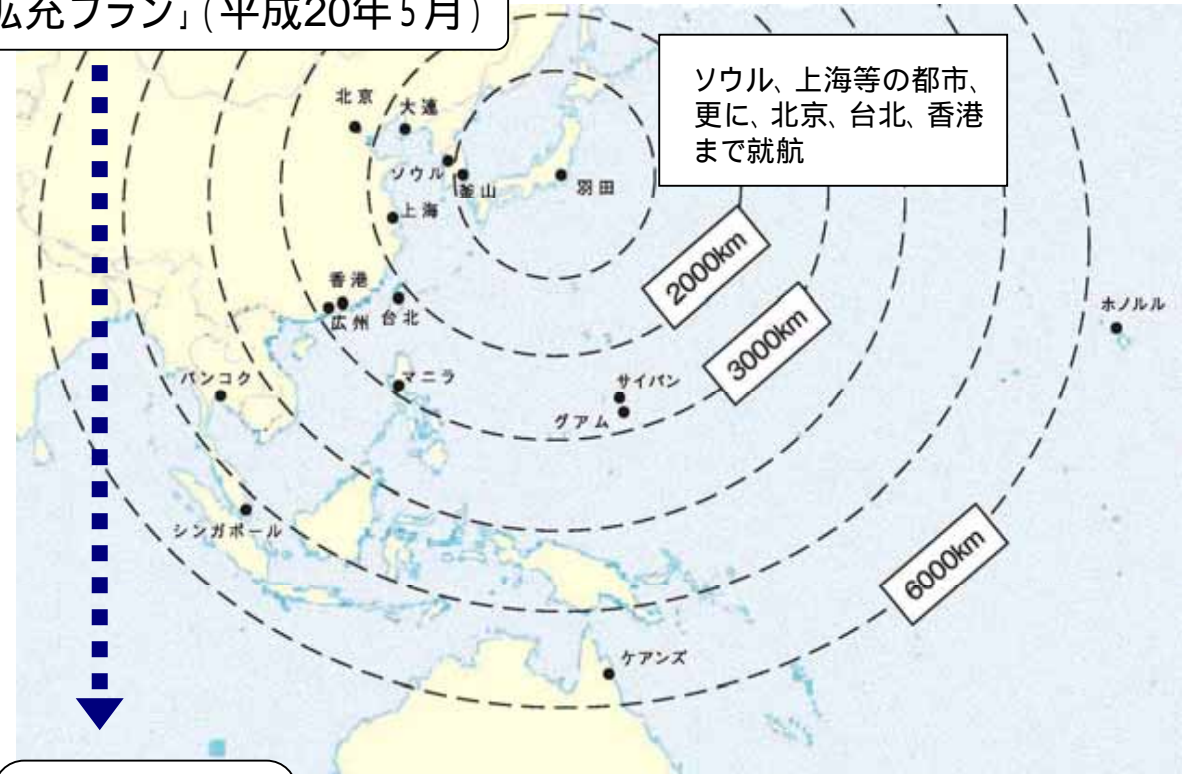 広充プラン」(平成20年5月)
ソウル、上海等の都市、
更に、北京、台北、香港
まで就航
北京
大連
ソウル
釜山
羽田
上海
香港
広州
台北
2000km
3000km
ホノルル
バンコク
マニラ
サイパン
グアム
シンガポール
6000km
ケアンズ